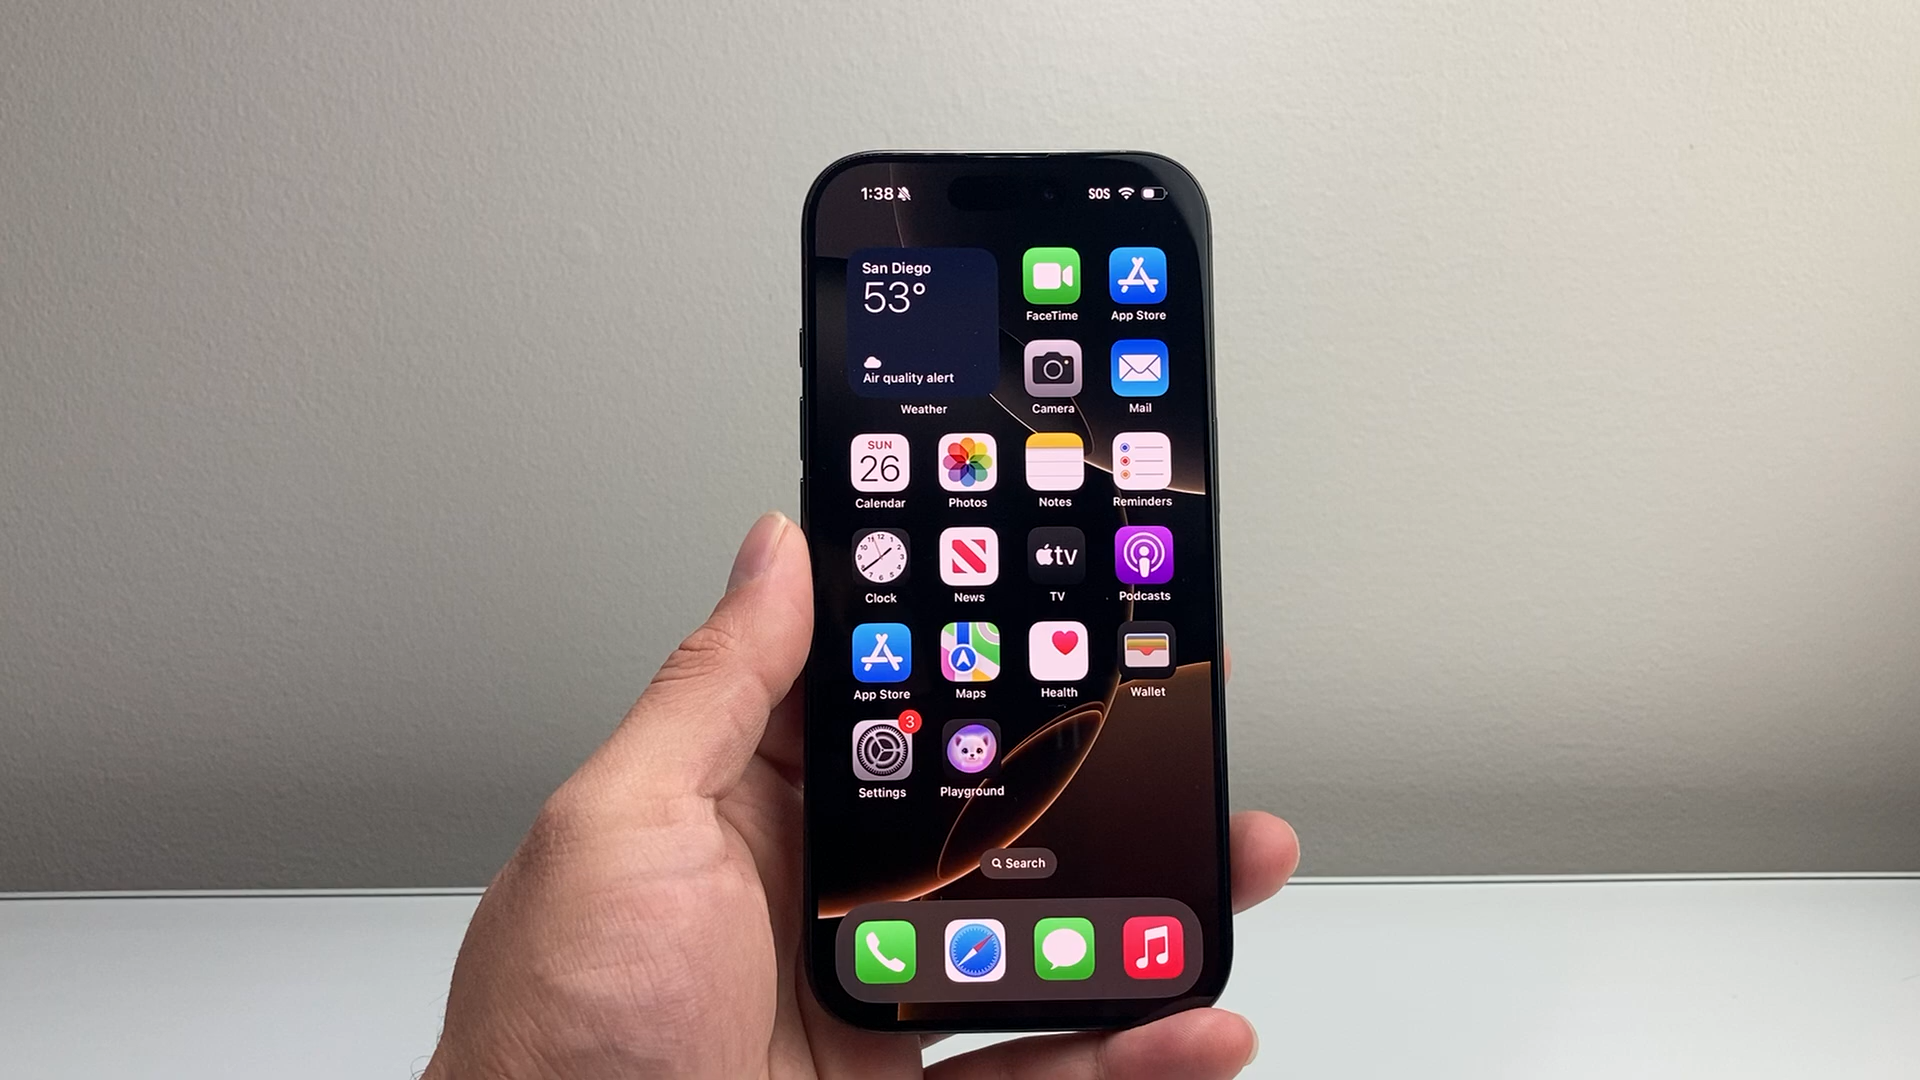 1:38
SOS
San Diego
53°
Air quality alert
Weather
FaceTime
App Store
Camera
Mail
SUN
26
Calendar
Photos
Notes
Reminders
Clock
News
tv
TV
Podcasts
App Store
Maps
Health
Wallet
3
Settings
Playground
Search